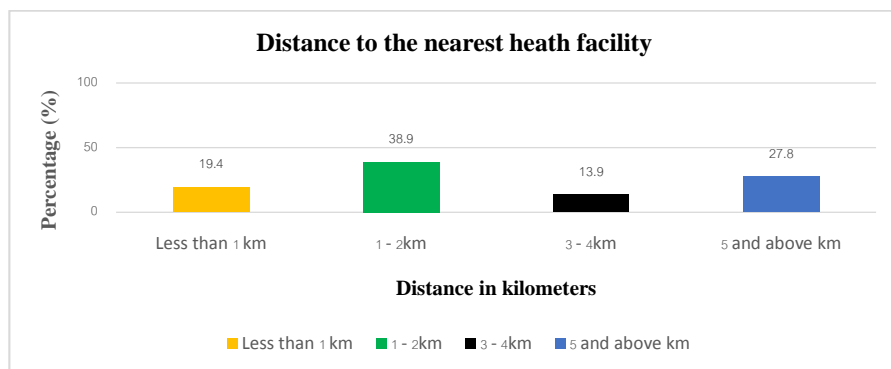 Distance to the nearest heath facility
Percentage (%)
100
50
0
19.4
38.9
13.9
27.8
Less than 1 km
1 - 2km
3 - 4km
5 and above km
Distance in kilometers
Less than 1 km
1 - 2km
3 - 4km
5 and above km